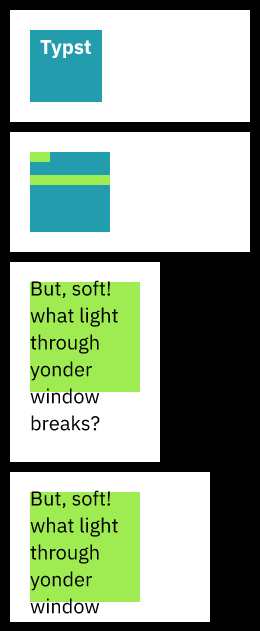 Typst
But, soft!
what light
through
yonder
window
breaks?
But, soft!
what light
through
yonder
window